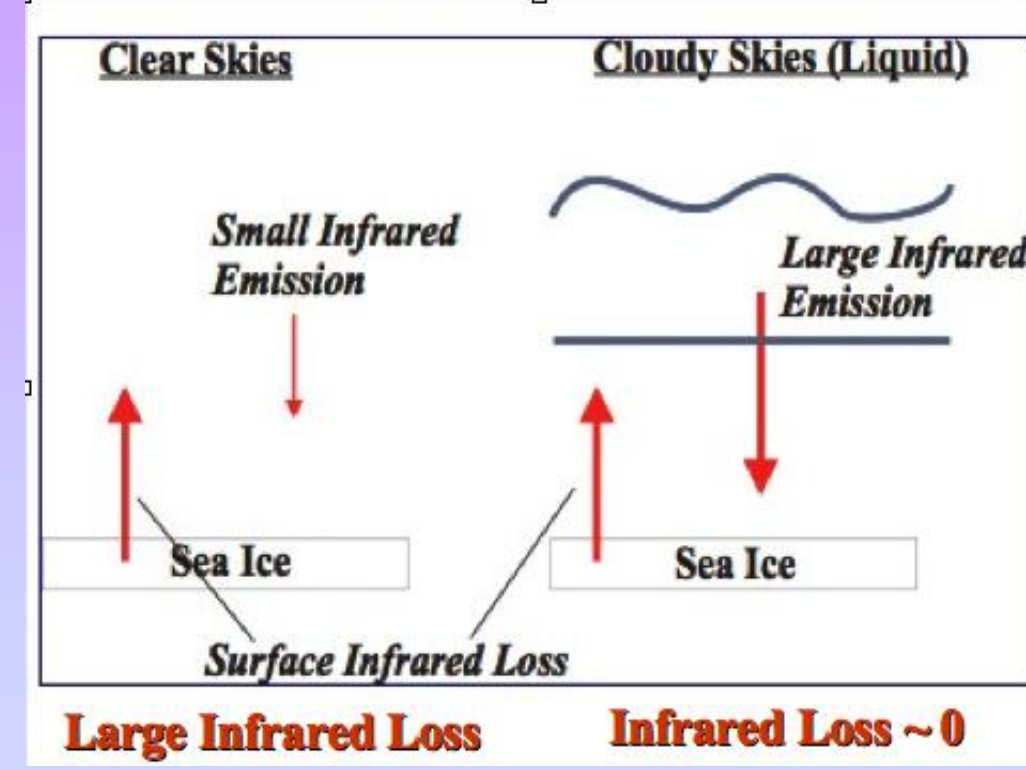 Clear Skies
Cloudy Skies (Liquid)
Small Infrared
Emission
Large Infrared
Emission
Sea Ice
Sea Ice
Surface Infrared Loss
Large Infrared Loss
Infrared Loss ~ 0